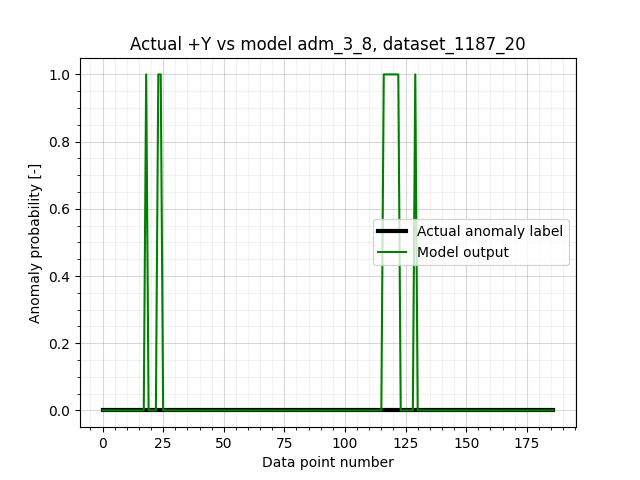 Actual +Y vs model adm_3_8, dataset_1187_20
1.0
0.8
0.6
0.4
0.2
0.0
Anomaly probability [-]
Actual anomaly label
Model output
0 25 50 75 100 125 150 175
Data point number